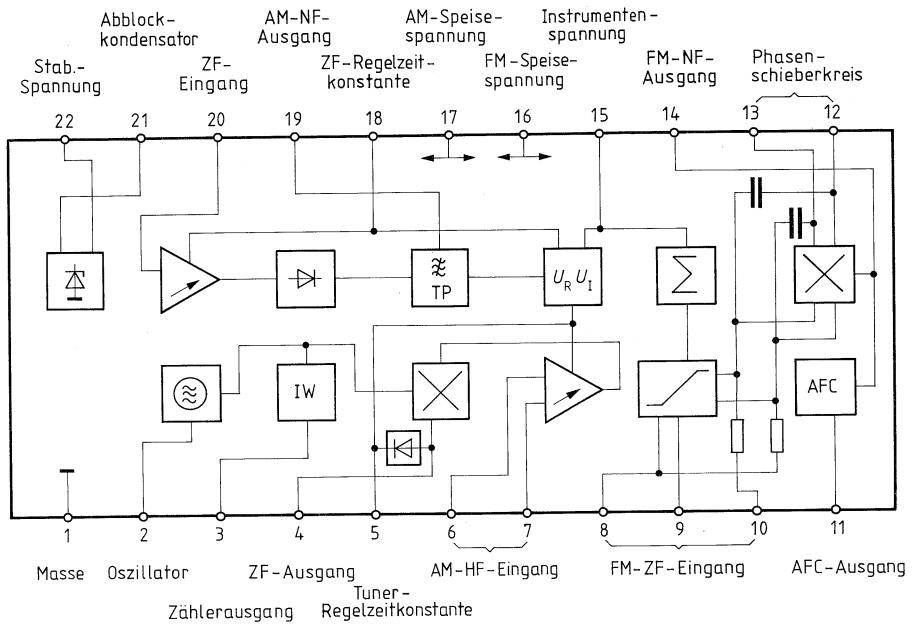 Abblock-
kondensator
AM-NF-
Ausgang
AM-Speise-
spannung
Instrumenten-
spannung
Stab.-
Spannung
ZF-
Eingang
ZF-Regelzeit-
konstante
FM-Speise-
spannung
FM-NF-
Ausgang
Phasen-
schieberkreis
22 21 20 19 18 17 16 15 14 13 12
TP
U_R U_I
IW
AFC
1 2 3 4 5 6 7 8 9 10 11
Masse
Oszillator
Zählerausgang
ZF-Ausgang
Tuner-
Regelzeitkonstante
AM-HF-Eingang
FM-ZF-Eingang
AFC-Ausgang